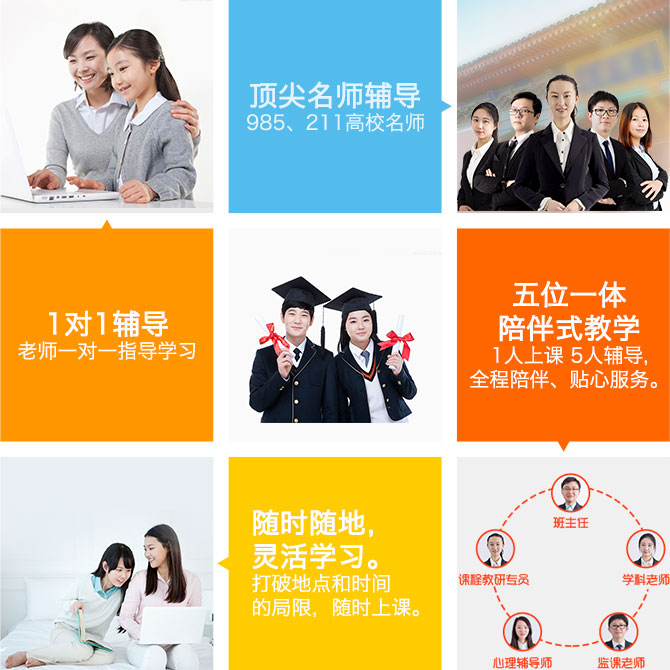 顶尖名师辅导
985、211高校名师
1对1辅导
老师一对一指导学习
五位一体
陪伴式教学
1人上课 5人辅导,
全程陪伴、贴心服务。
随时随地,
灵活学习。
打破地点和时间
的局限，随时上课。
班主任
课程教研专员
学科老师
心理辅导师
监课老师